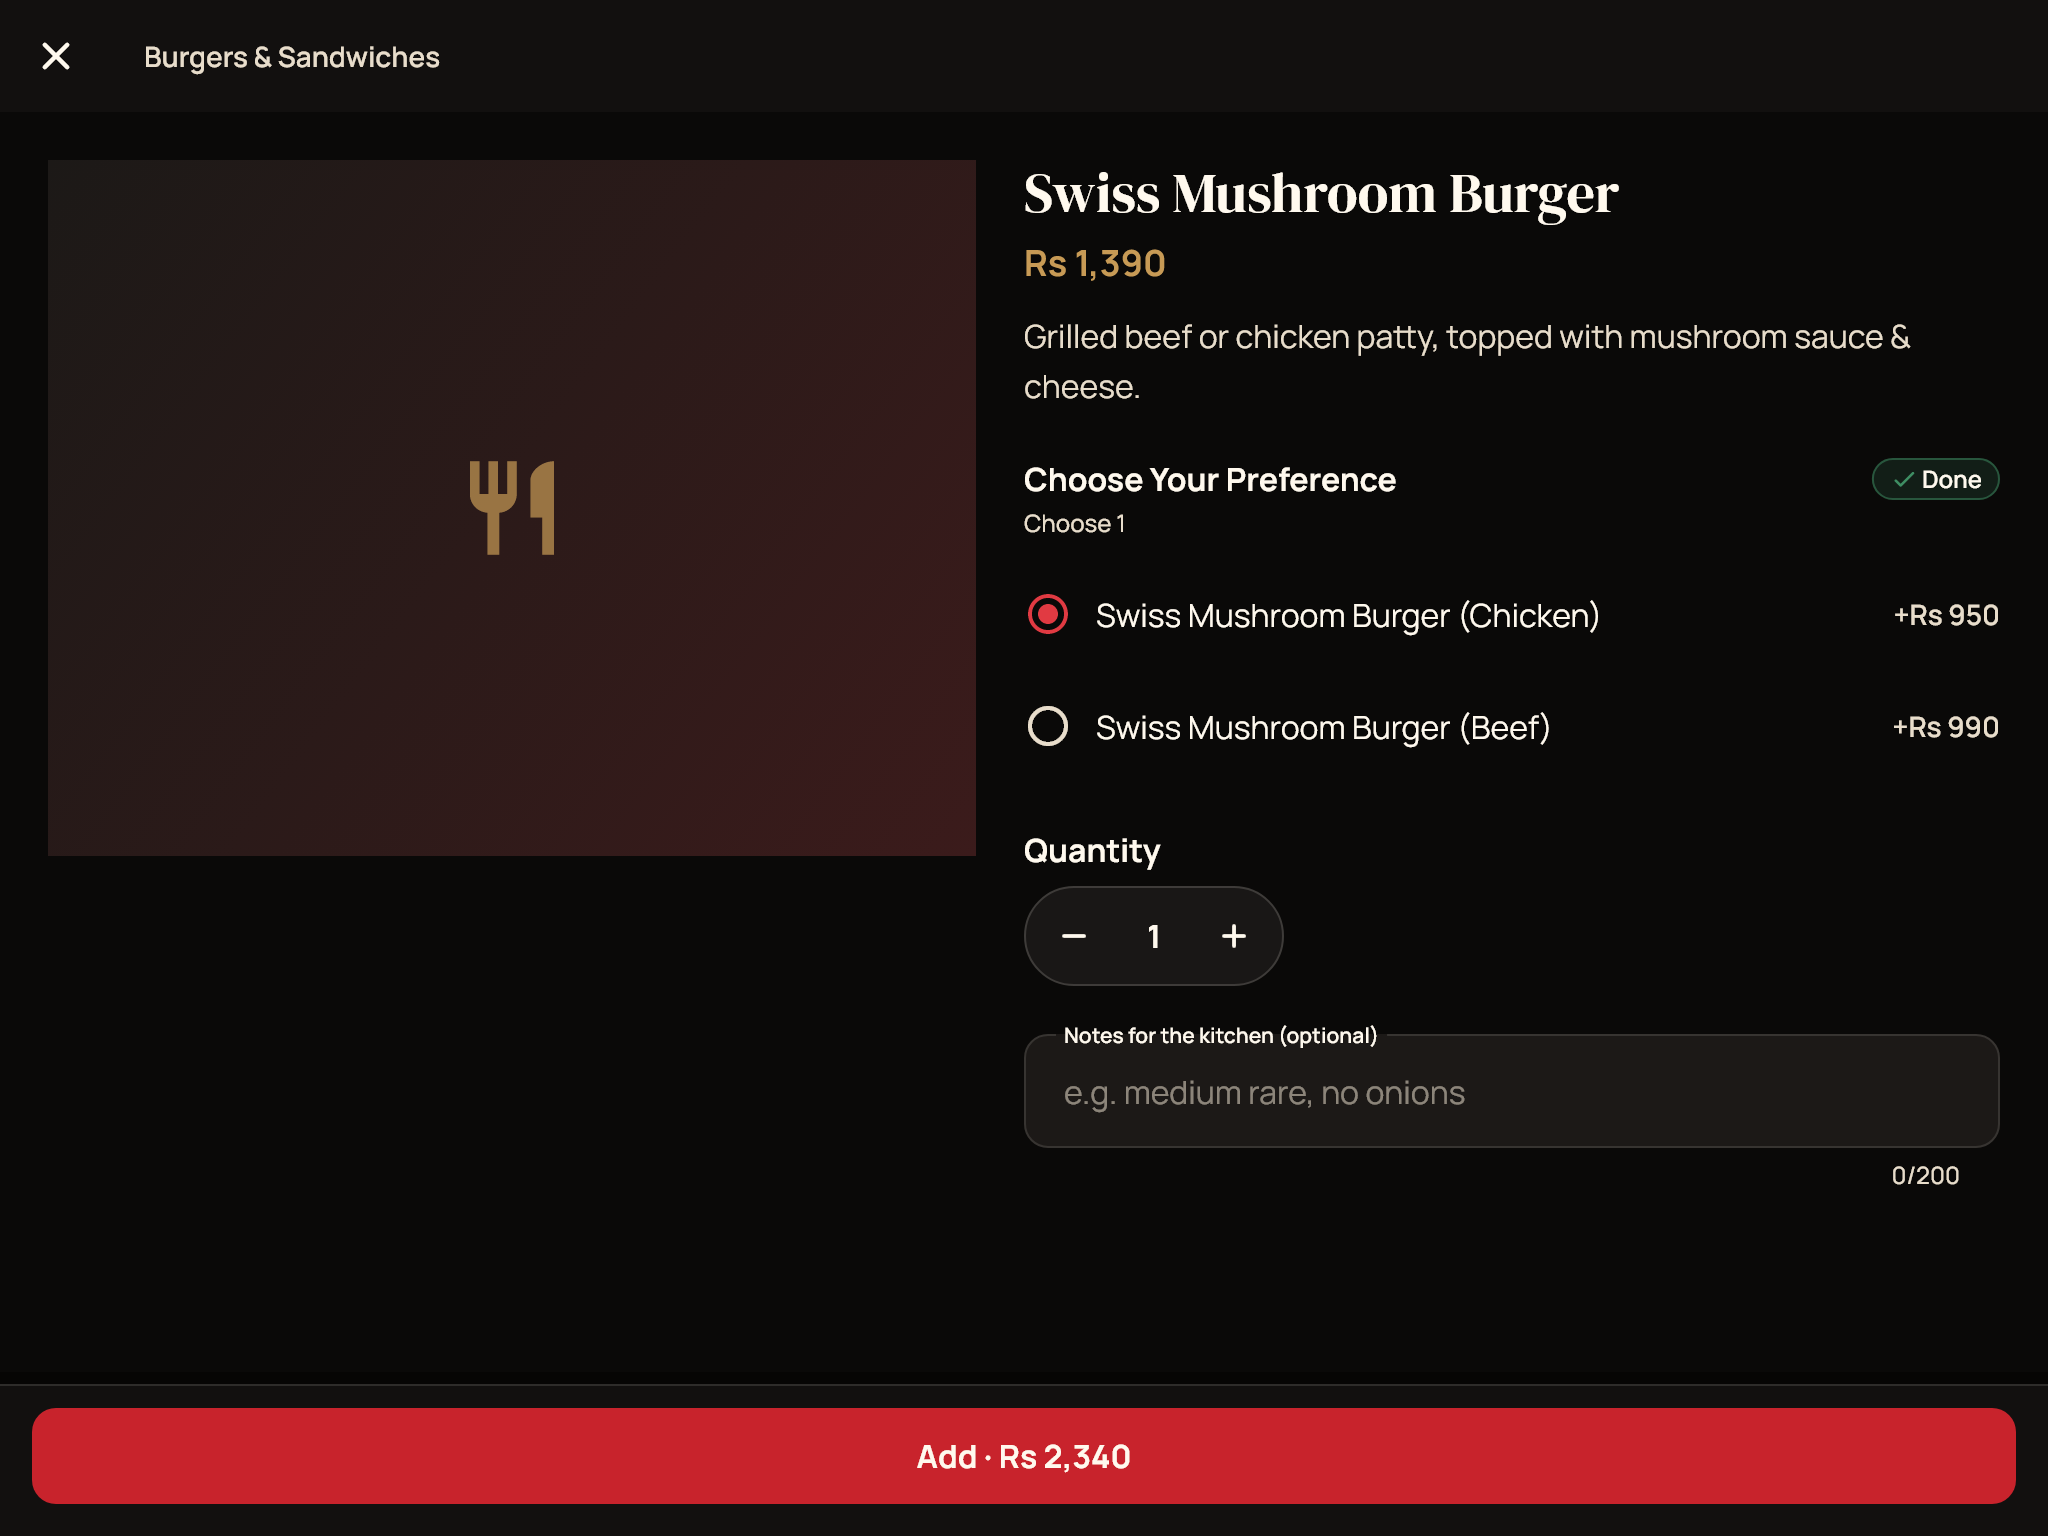 Burgers & Sandwiches
Swiss Mushroom Burger
Rs 1,390
Grilled beef or chicken patty, topped with mushroom sauce &
cheese.
Choose Your Preference
Done
Choose 1
Swiss Mushroom Burger (Chicken)
+Rs 950
Swiss Mushroom Burger (Beef)
+Rs 990
Quantity
1
Notes for the kitchen (optional)
e.g. medium rare, no onions
0/200
Add · Rs 2,340